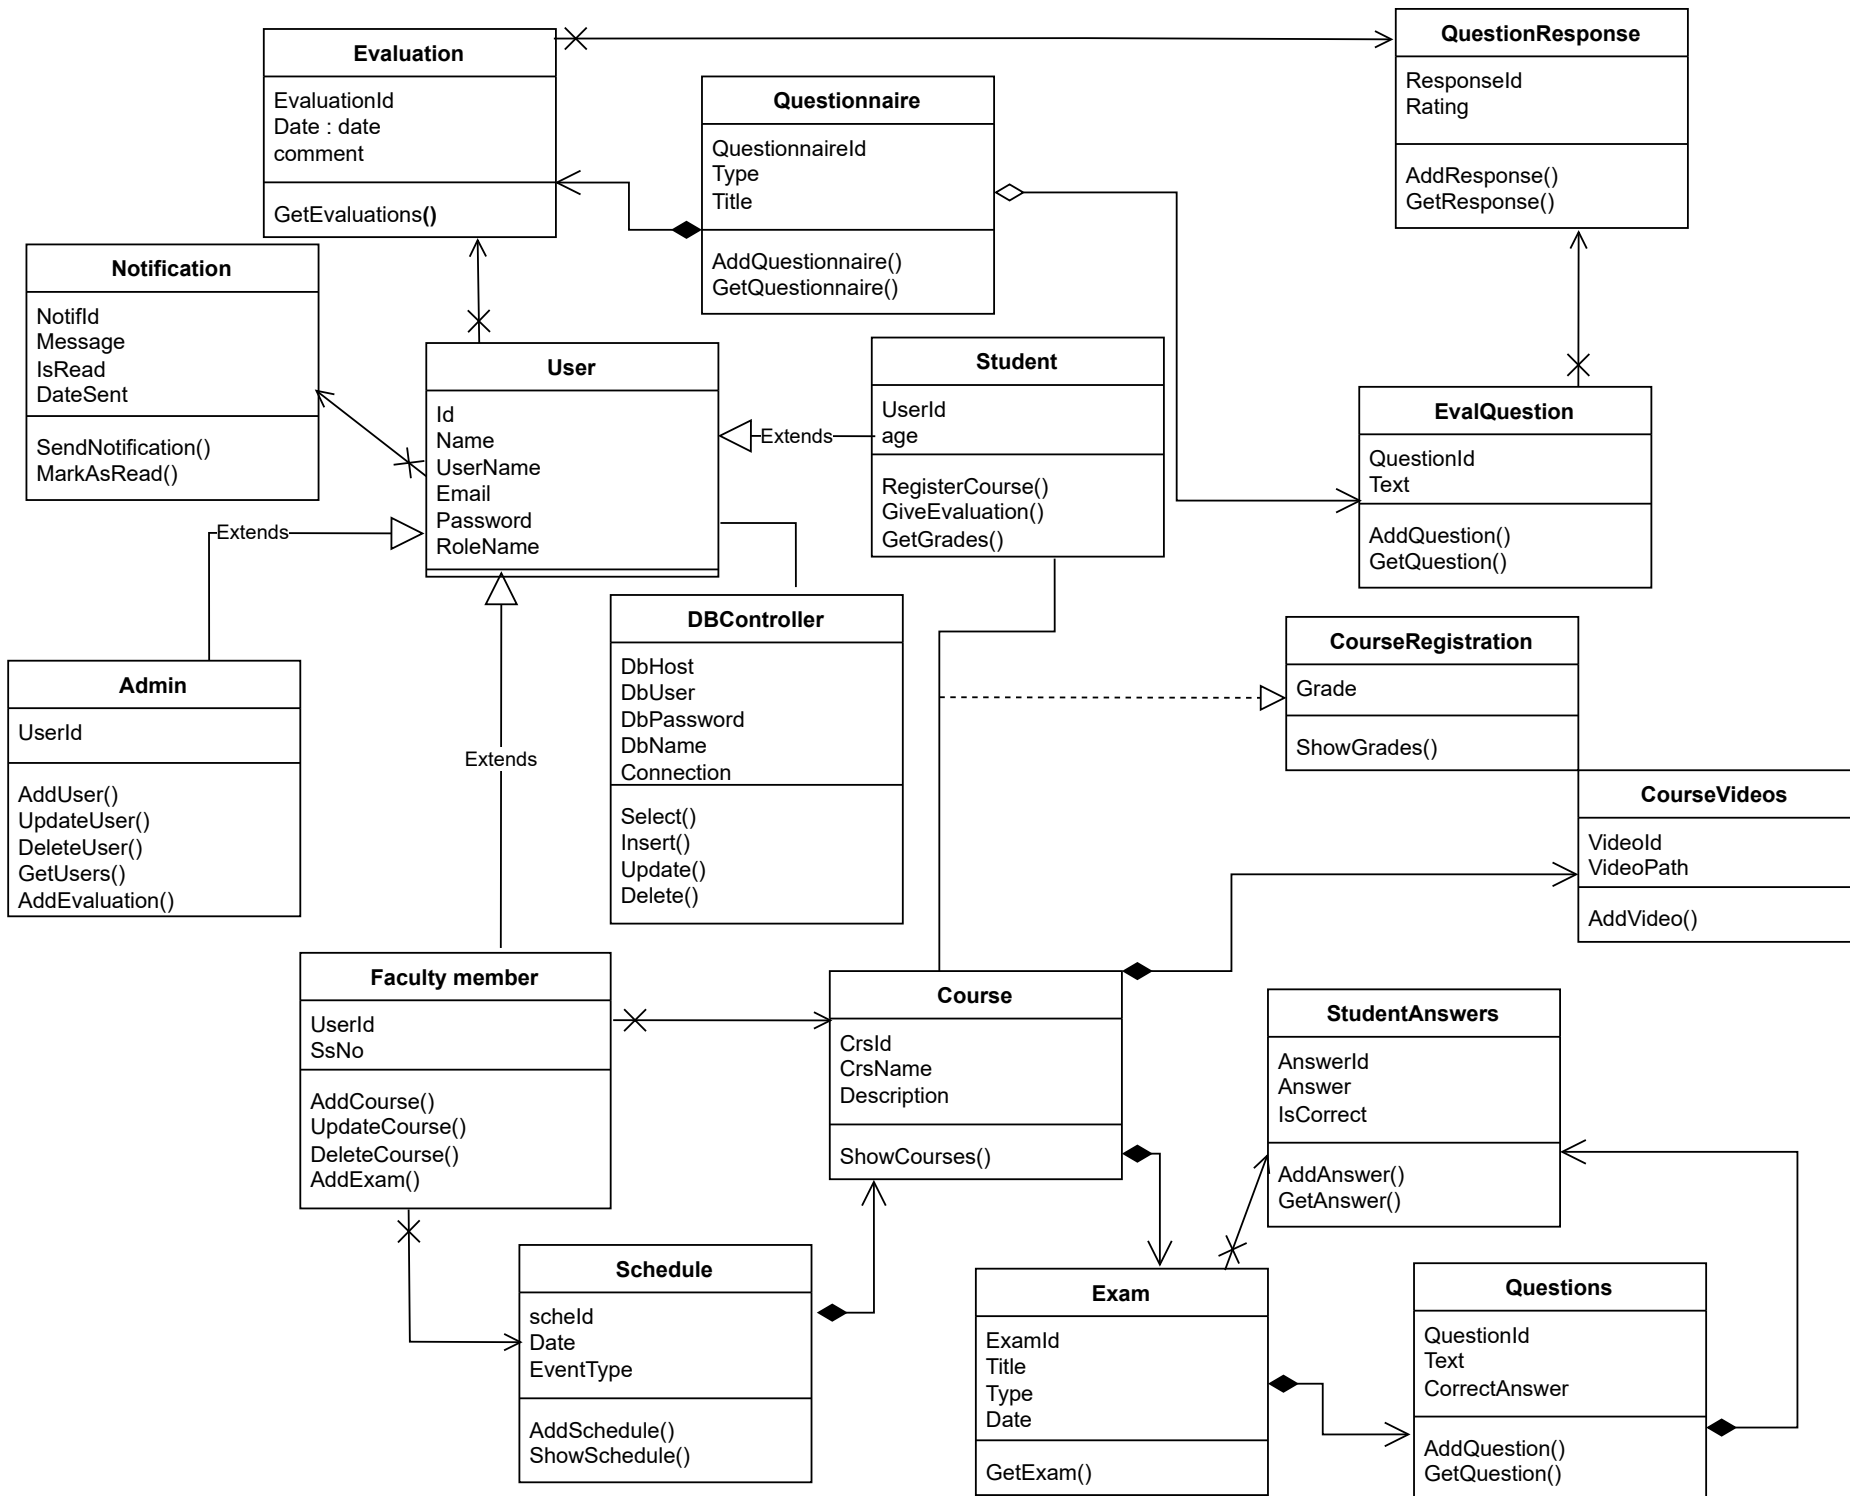 Evaluation
EvaluationId
Date : date
comment
GetEvaluations()
Questionnaire
QuestionnaireId
Type
Title
AddQuestionnaire()
GetQuestionnaire()
QuestionResponse
ResponseId
Rating
AddResponse()
GetResponse()
Notification
NotifId
Message
IsRead
DateSent
SendNotification()
MarkAsRead()
User
Id
Name
UserName
Email
Password
RoleName
Extends
Student
UserId
age
RegisterCourse()
GiveEvaluation()
GetGrades()
EvalQuestion
QuestionId
Text
AddQuestion()
GetQuestion()
Extends
Admin
UserId
AddUser()
UpdateUser()
DeleteUser()
GetUsers()
AddEvaluation()
Extends
DBController
DbHost
DbUser
DbPassword
DbName
Connection
Select()
Insert()
Update()
Delete()
CourseRegistration
Grade
ShowGrades()
CourseVideos
VideoId
VideoPath
AddVideo()
Faculty member
UserId
SsNo
AddCourse()
UpdateCourse()
DeleteCourse()
AddExam()
Course
CrsId
CrsName
Description
ShowCourses()
StudentAnswers
AnswerId
Answer
IsCorrect
AddAnswer()
GetAnswer()
Schedule
scheId
Date
EventType
AddSchedule()
ShowSchedule()
Exam
ExamId
Title
Type
Date
GetExam()
Questions
QuestionId
Text
CorrectAnswer
AddQuestion()
GetQuestion()